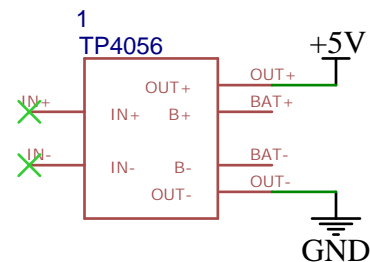 1
TP4056
+5V
OUT+
OUT+
IN+
BAT+
IN+
B+
IN-
BAT-
IN-
B-
OUT-
OUT-
GND